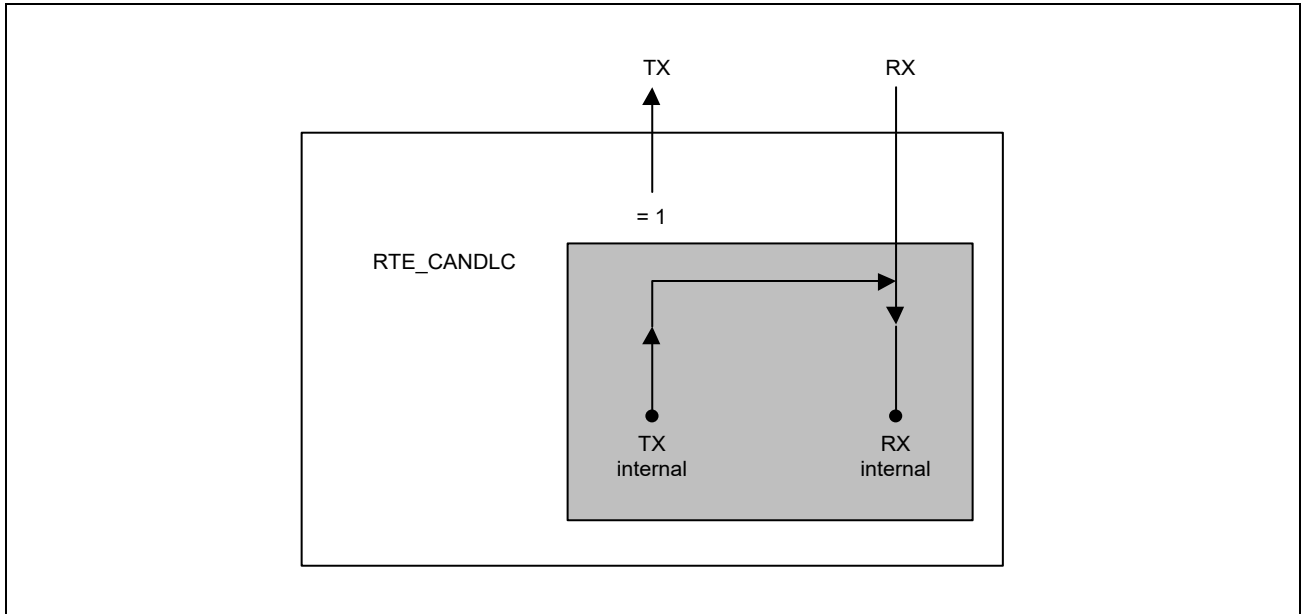 TX RX
= 1
RTE_CANDLC
TX RX
internal internal